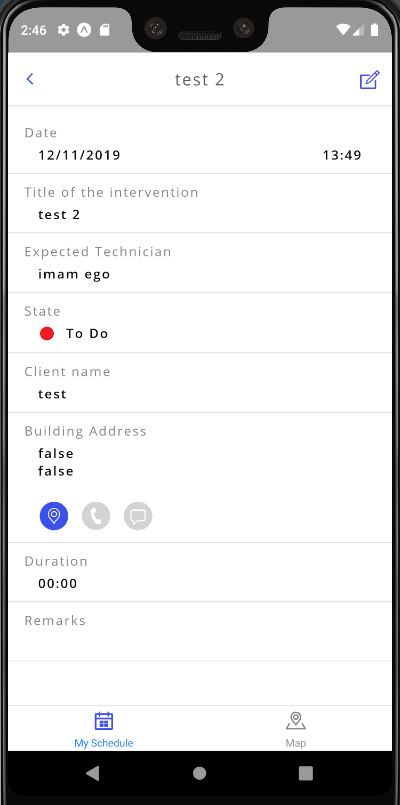 2:46
test 2
Date
12/11/2019 13:49
Title of the intervention
test 2
Expected Technician
imam ego
State
To Do
Client name
test
Building Address
false
false
Duration
00:00
Remarks
My Schedule Map